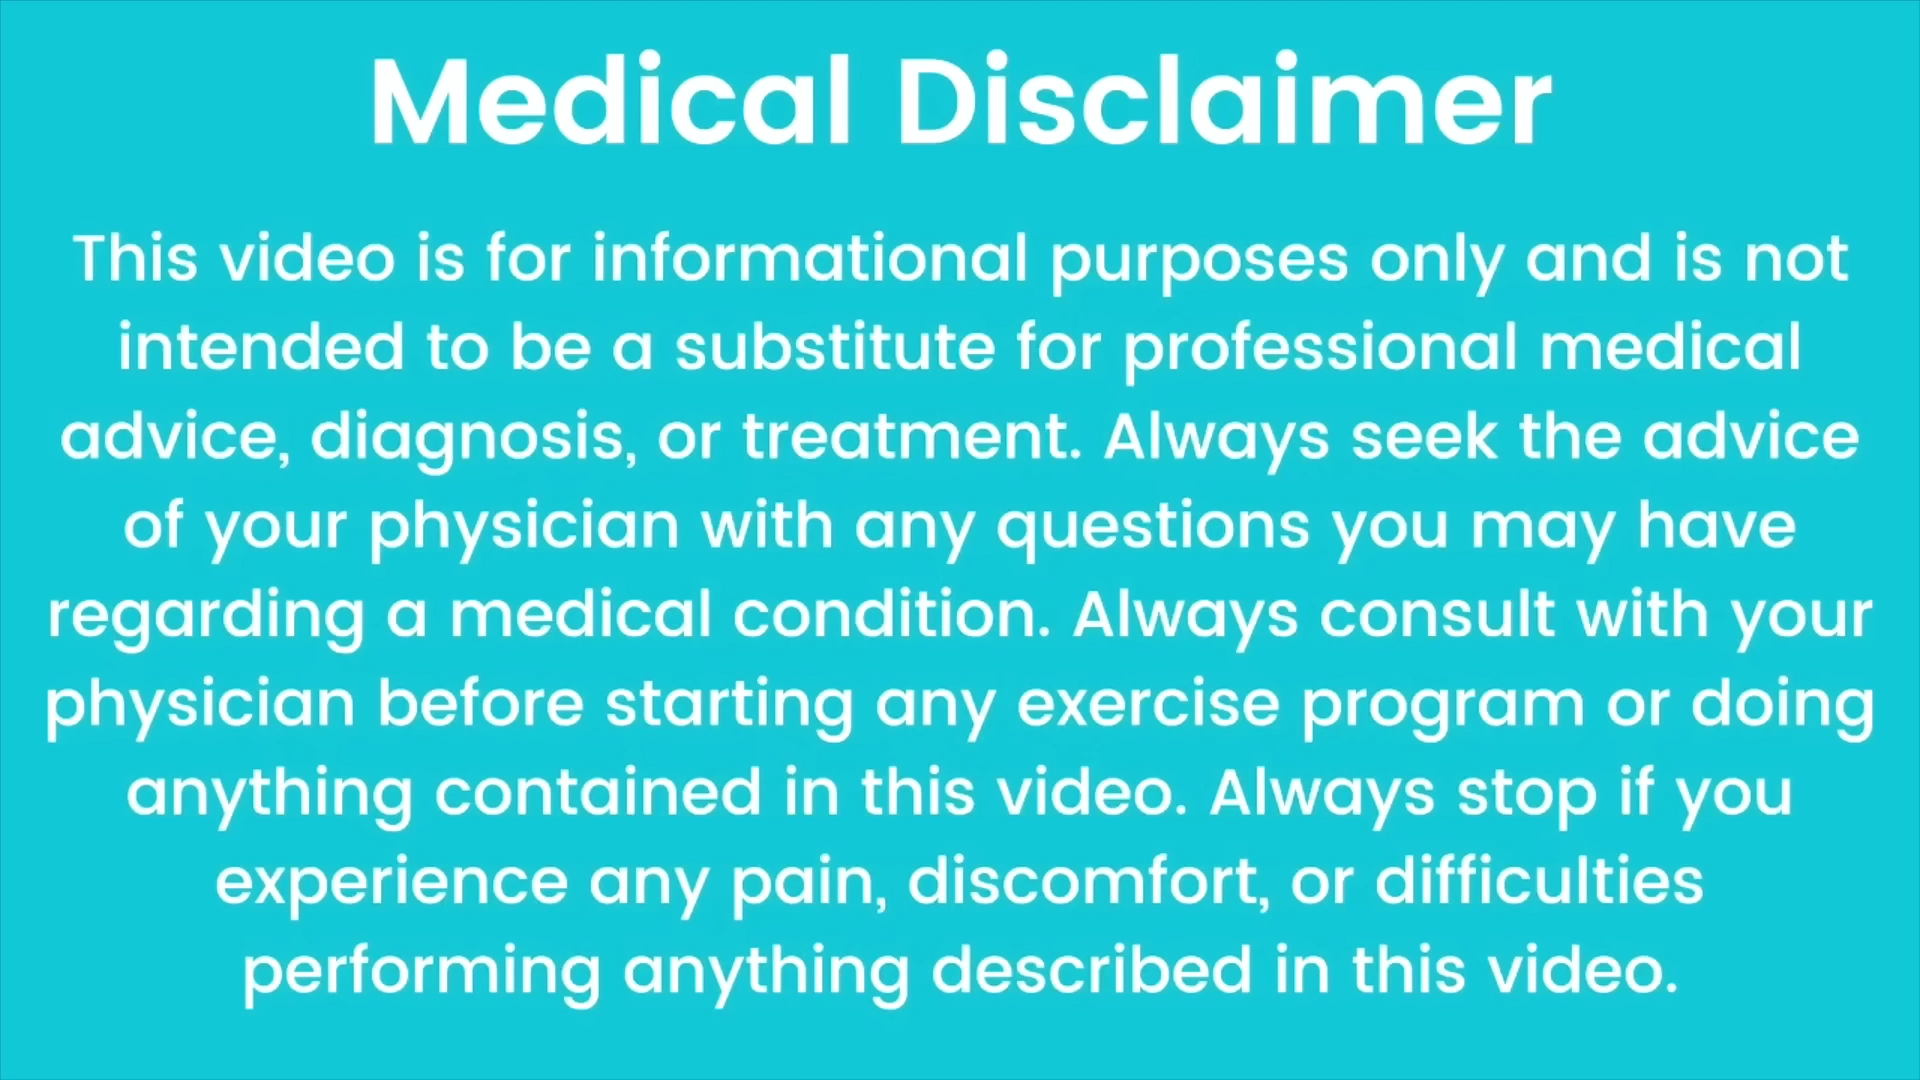 Medical Disclaimer
This video is for informational purposes only and is not
intended to be a substitute for professional medical
advice, diagnosis, or treatment. Always seek the advice
of your physician with any questions you may have
regarding a medical condition. Always consult with your
physician before starting any exercise program or doing
anything contained in this video. Always stop if you
experience any pain, discomfort, or difficulties
performing anything described in this video.